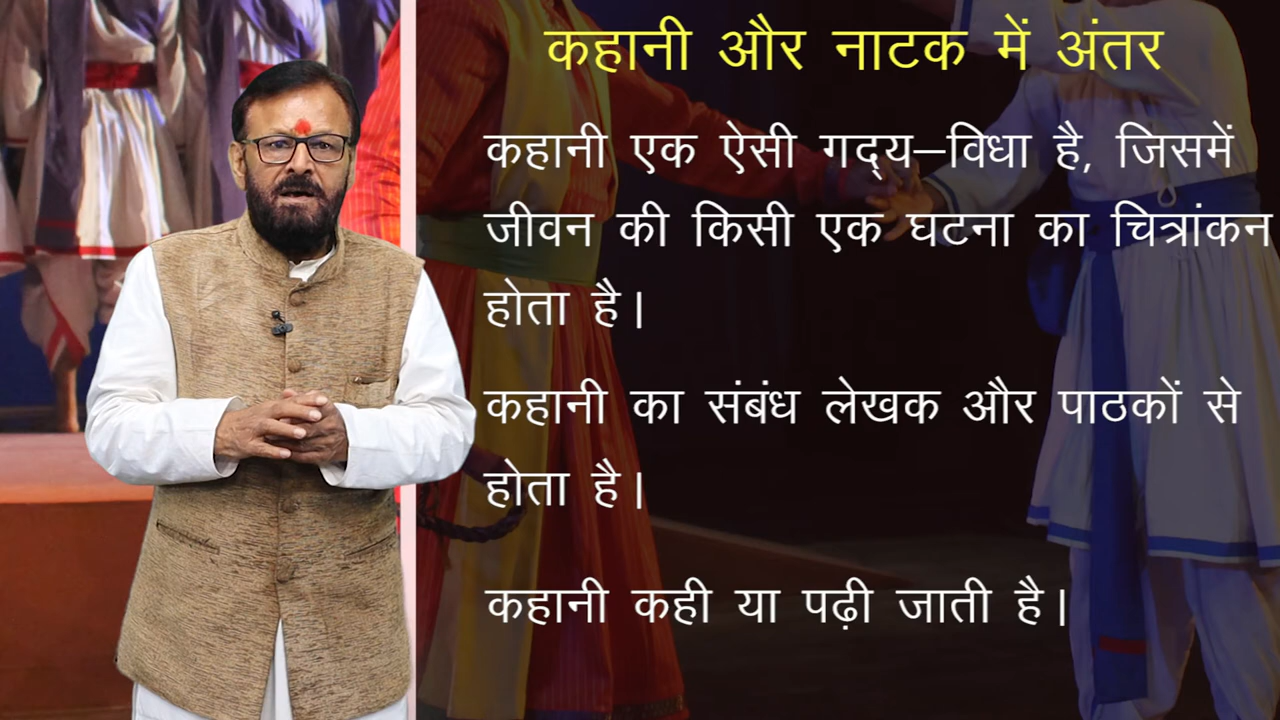 कहानी और नाटक में अंतर
कहानी एक ऐसी गद्य–विधा है, जिसमें
जीवन की किसी एक घटना का चित्रांकन
होता है।
कहानी का संबंध लेखक और पाठकों से
होता है।
कहानी कही या पढ़ी जाती है।